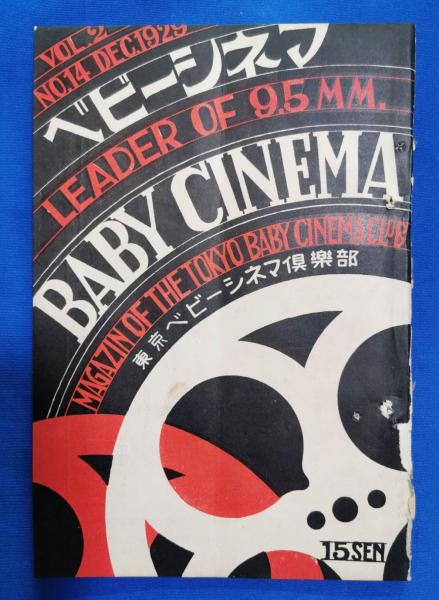 VOL.2
NO.14 DEC.1929
ベビーシネマ
LEADER OF 9.5 MM.
BABY CINEMA
MAGAZIN OF THE TOKYO BABY CINEMA CLUB
東京ベビーシネマ倶樂部
15SEN